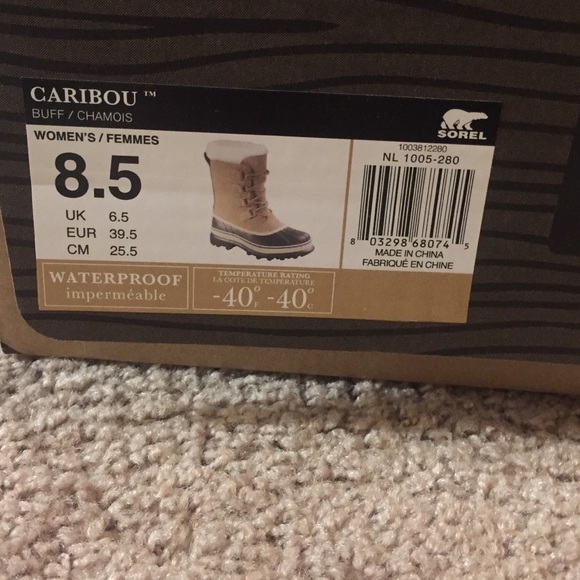 CARIBOU ™
BUFF / CHAMOIS
SOREL
WOMEN'S / FEMMES
8.5
UK 6.5
EUR 39.5
CM 25.5
1003812280
NL 1005-280
8 03298 68074 5
MADE IN CHINA
FABRIQUÉ EN CHINE
WATERPROOF
imperméable
TEMPERATURE RATING
LA COTE DE TEMPÉRATURE
-40°F -40°C